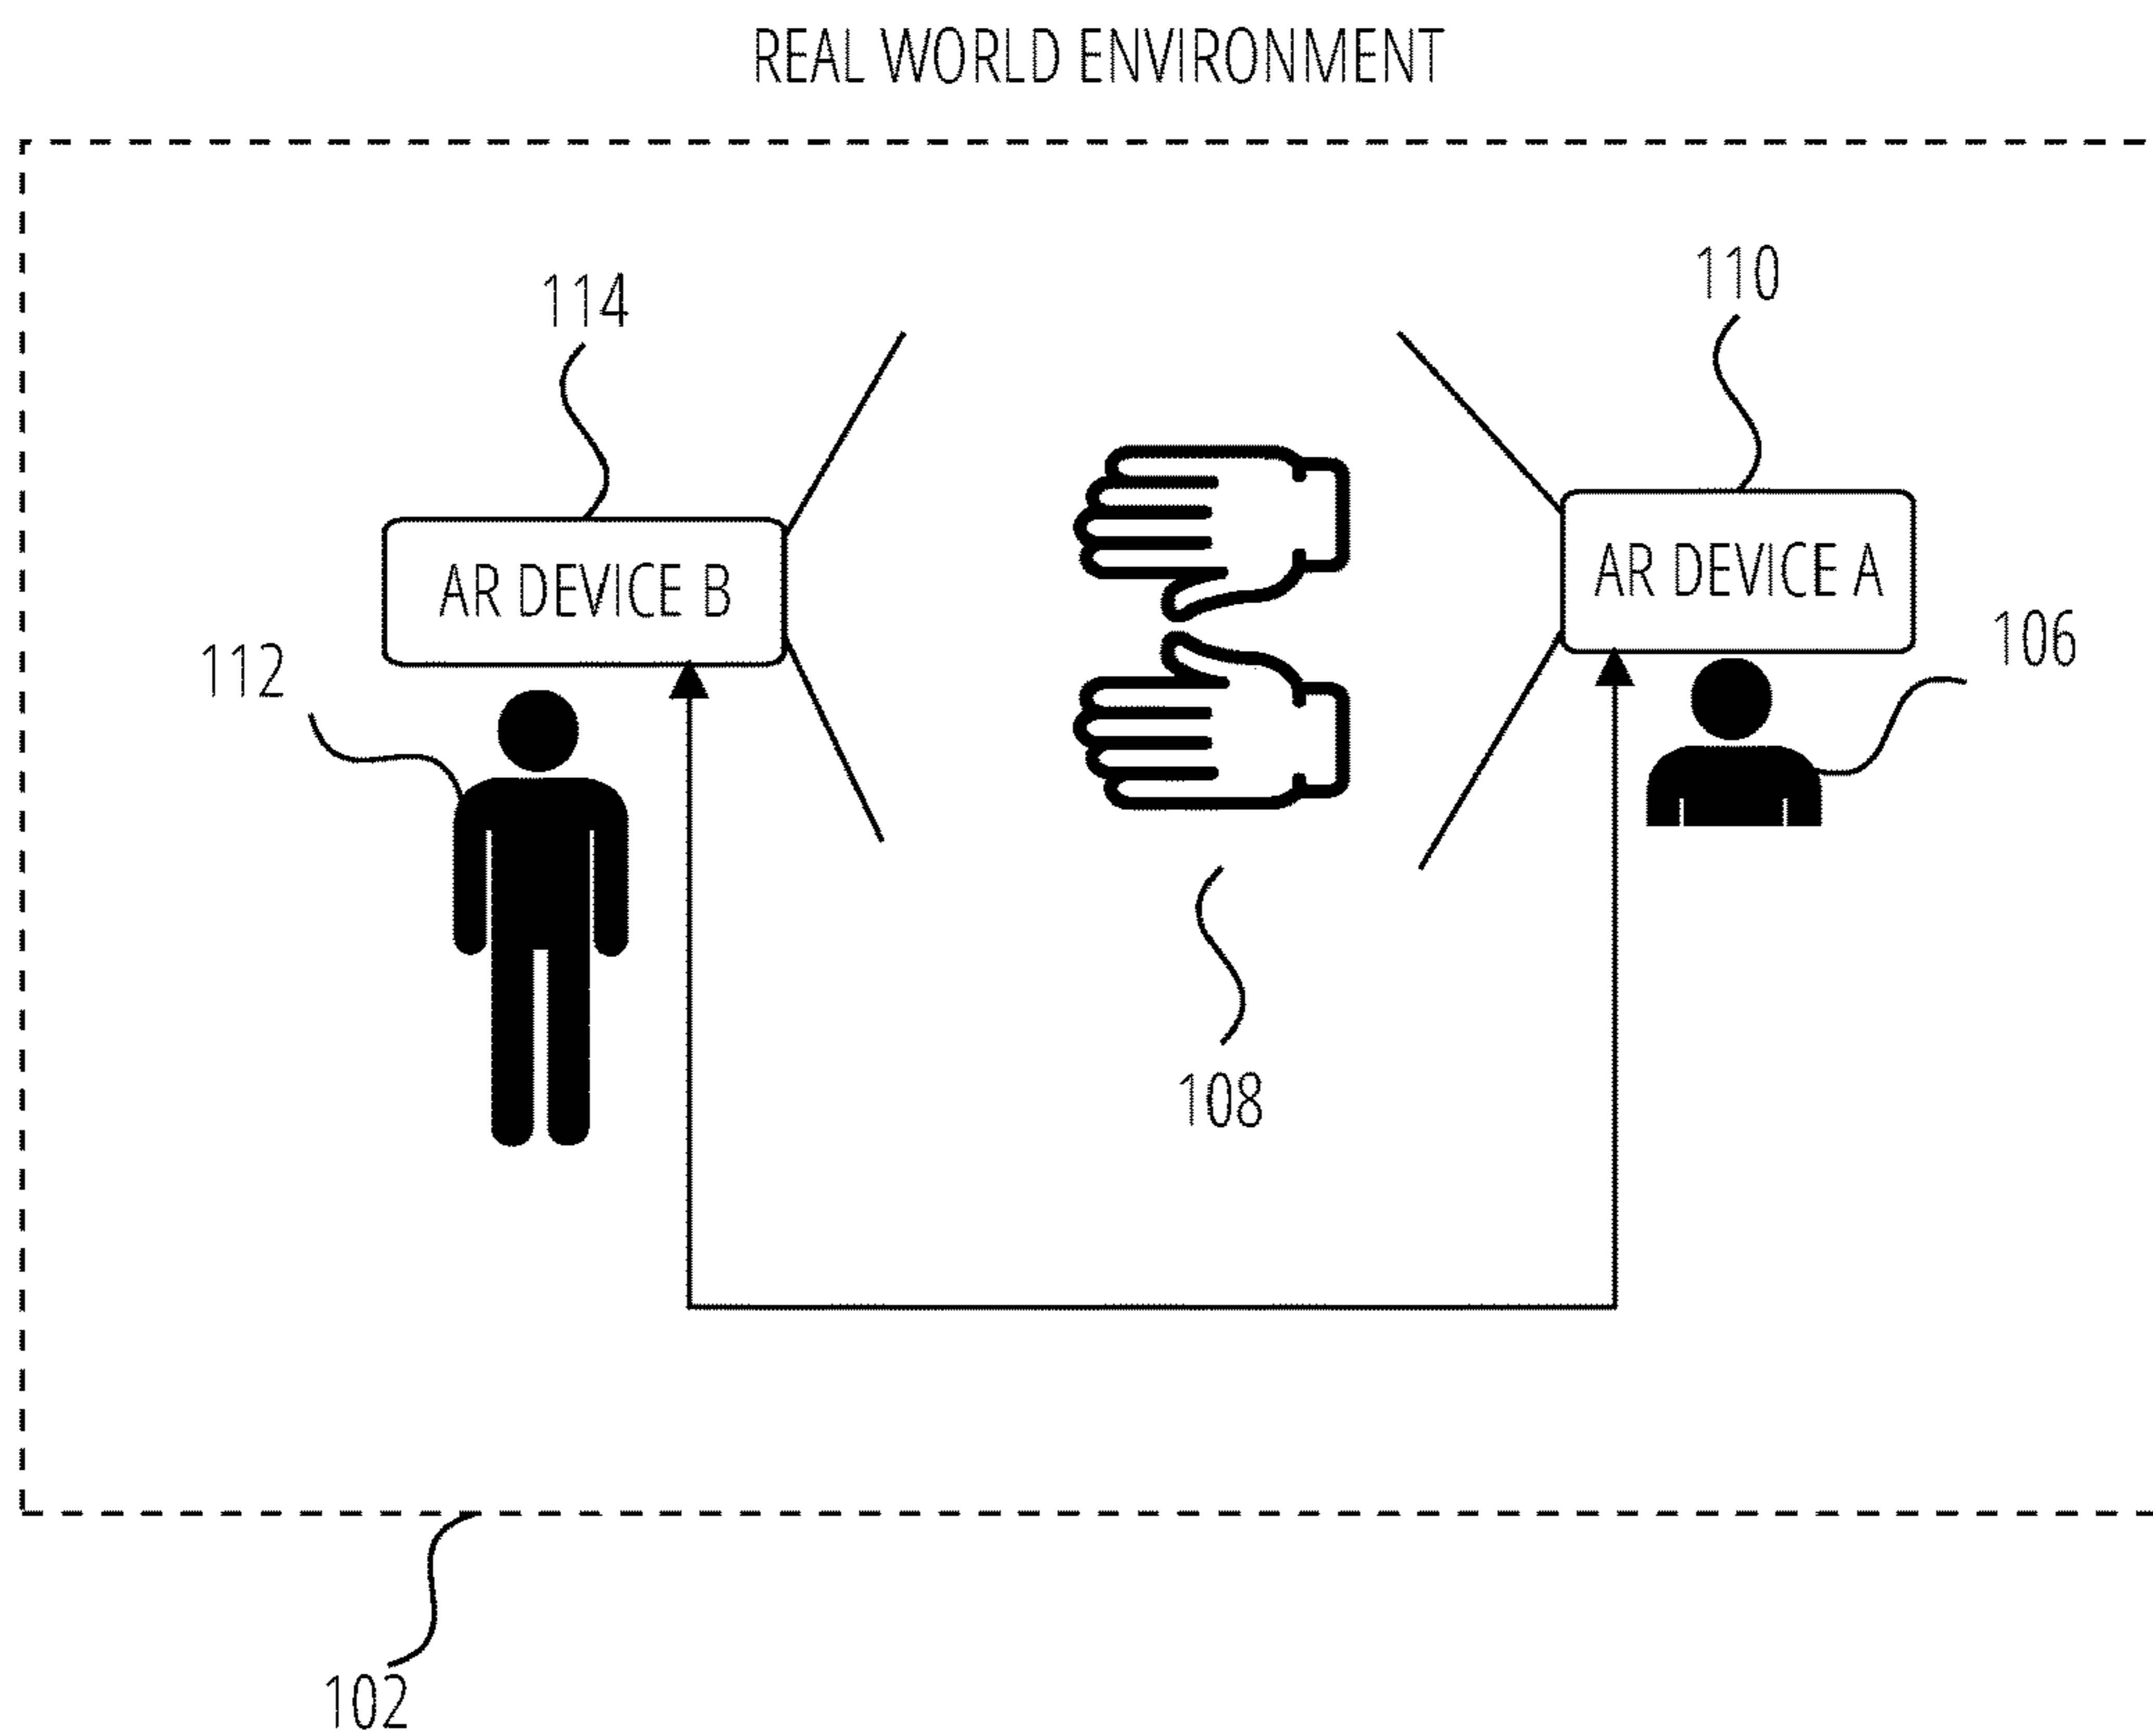 REAL WORLD ENVIRONMENT
110
114
AR DEVICE A
AR DEVICE B
106
112
108
102